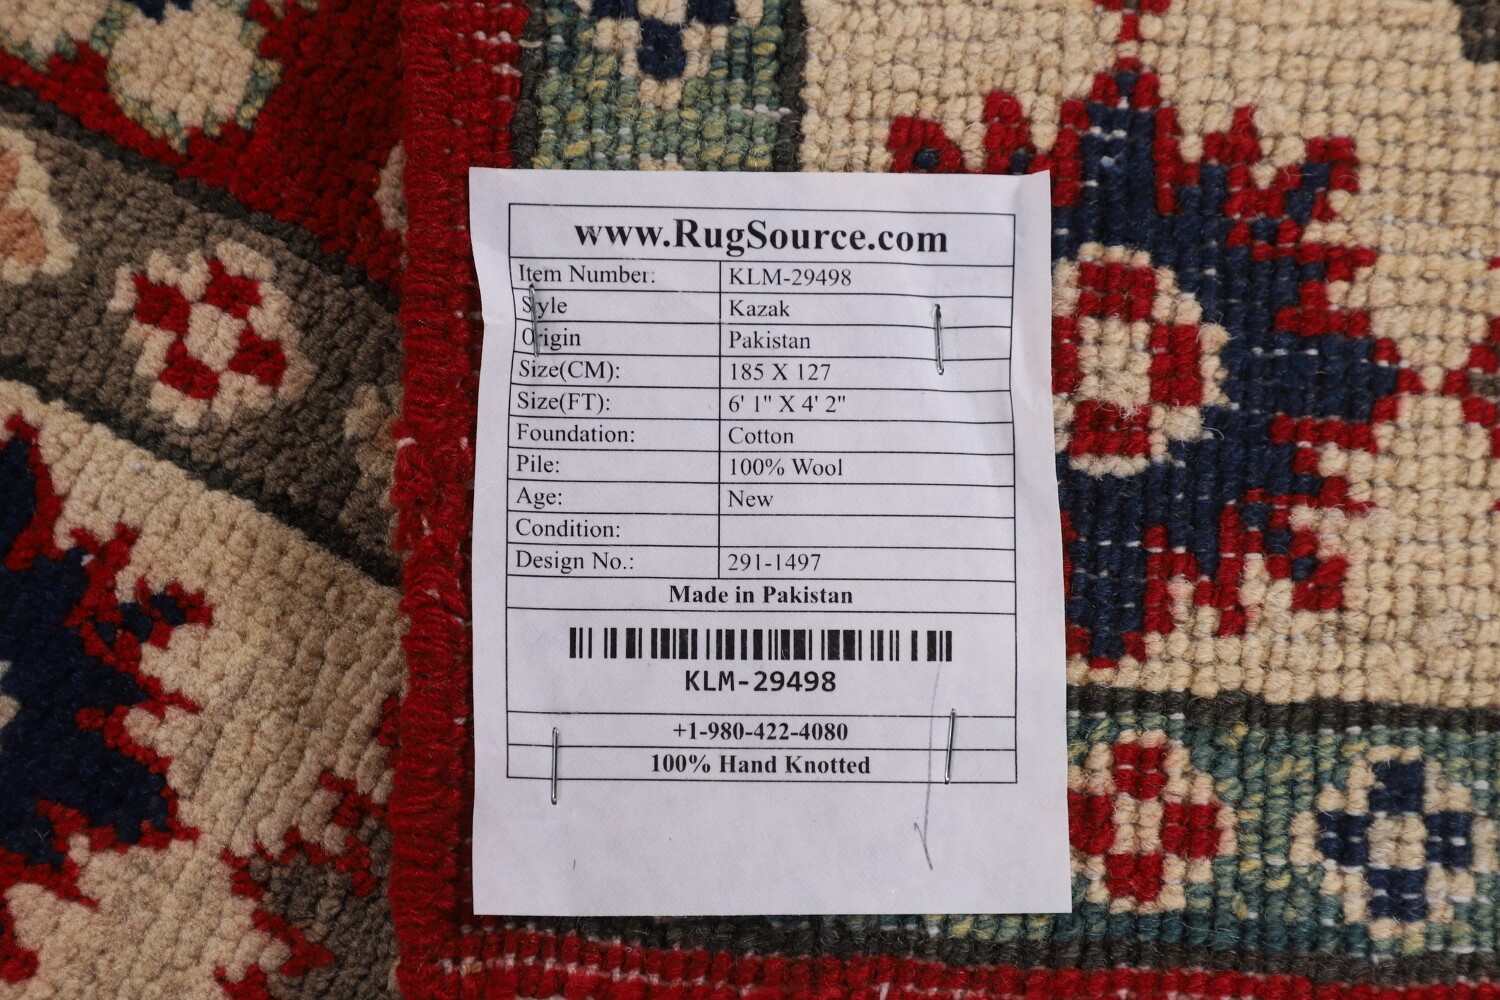 www.RugSource.com
Item Number: KLM-29498
Style Kazak
Origin Pakistan
Size(CM): 185 X 127
Size(FT): 6' 1" X 4' 2"
Foundation: Cotton
Pile: 100% Wool
Age: New
Condition:
Design No.: 291-1497
Made in Pakistan
KLM-29498
+1-980-422-4080
100% Hand Knotted